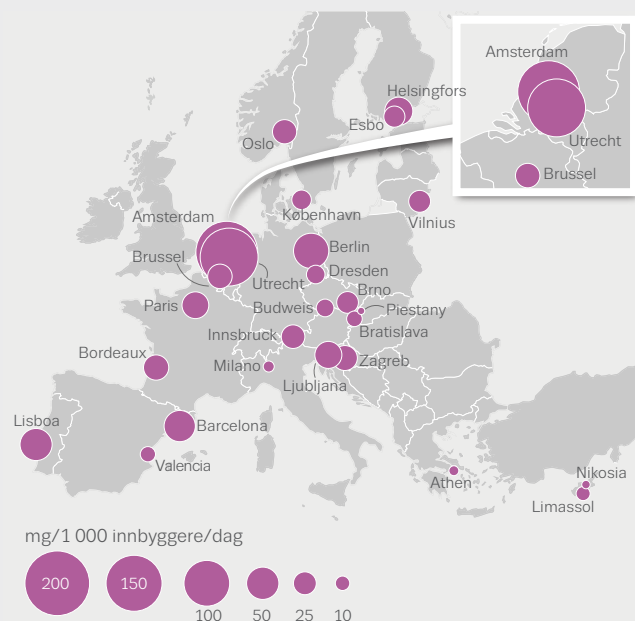 Amsterdam
Utrecht
Brussel
Helsingfors
Esbo
Oslo
København
Vilnius
Amsterdam
Brussel
Utrecht
Berlin
Dresden
Paris
Brno
Budweis
Piestany
Bratislava
Innsbruck
Bordeaux
Milano
Zagreb
Ljubljana
Lisboa
Barcelona
Valencia
Athen
Nikosia
Limassol
mg/1 000 innbyggere/dag
200 150
100 50 25 10